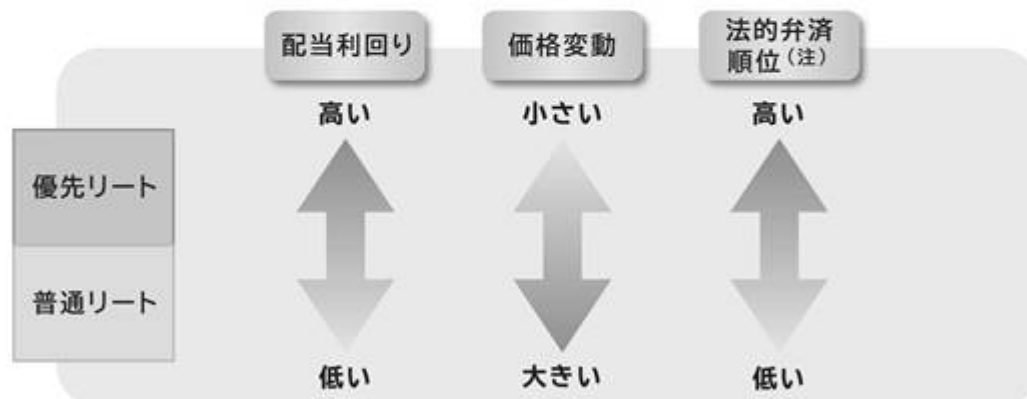 配当利回り
価格変動
法的弁済
順位(注)
高い
小さい
高い
優先リート
普通リート
低い
大きい
低い